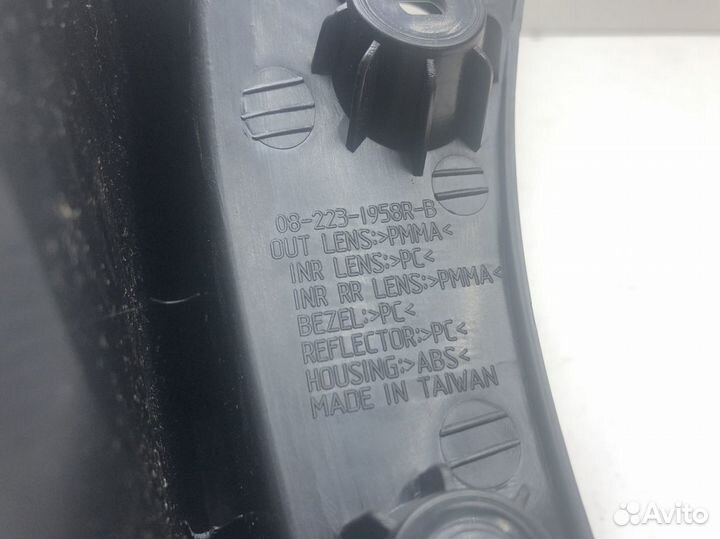 08-223-1958R-B
OUT LENS:>PMMA<
INR LENS:>PC<
INR RR LENS:>PMMA<
BEZEL:>PC<
REFLECTOR:>PC<
HOUSING:>ABS<
MADE IN TAIWAN
Avito